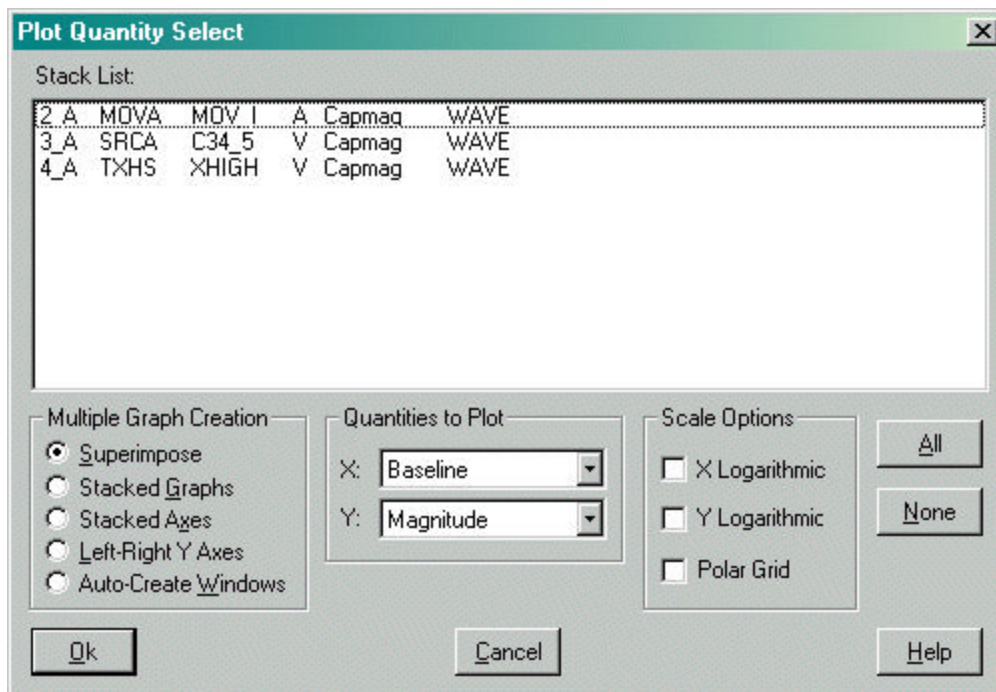 Plot Quantity Select
Stack List:
2_A MOVA MOV_I A Capmag WAVE
3_A SRCA C34_5 V Capmag WAVE
4_A TXHS XHIGH V Capmag WAVE
Multiple Graph Creation
Superimpose
Stacked Graphs
Stacked Axes
Left-Right Y Axes
Auto-Create Windows
Quantities to Plot
X: Baseline
Y: Magnitude
Scale Options
X Logarithmic
Y Logarithmic
Polar Grid
All
None
Ok
Cancel
Help